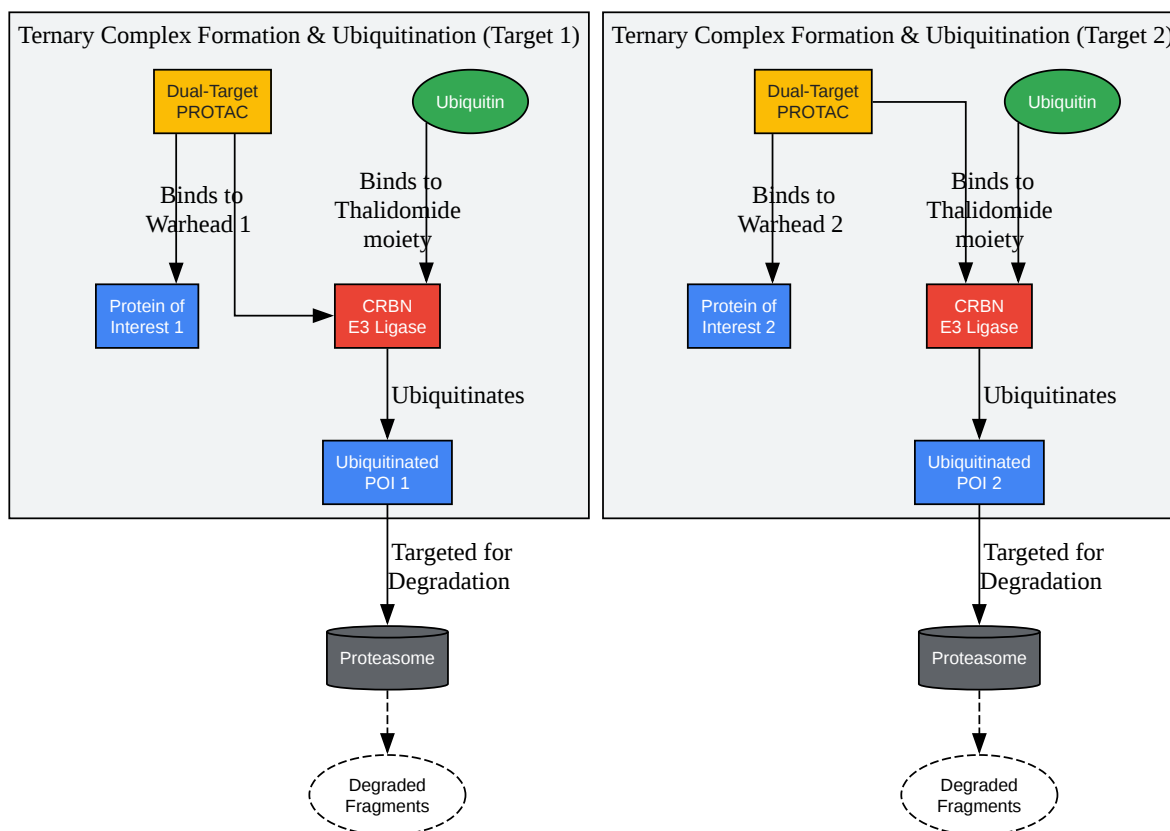 Ternary Complex Formation & Ubiquitination (Target 1)
Dual-Target
PROTAC
Ubiquitin
Binds to
Warhead 1
Binds to
Thalidomide
moiety
Protein of
Interest 1
CRBN
E3 Ligase
Ubiquitinates
Ubiquitinated
POI 1
Targeted for
Degradation
Proteasome
Degraded
Fragments
Ternary Complex Formation & Ubiquitination (Target 2)
Dual-Target
PROTAC
Ubiquitin
Binds to
Warhead 2
Binds to
Thalidomide
moiety
Protein of
Interest 2
CRBN
E3 Ligase
Ubiquitinates
Ubiquitinated
POI 2
Targeted for
Degradation
Proteasome
Degraded
Fragments